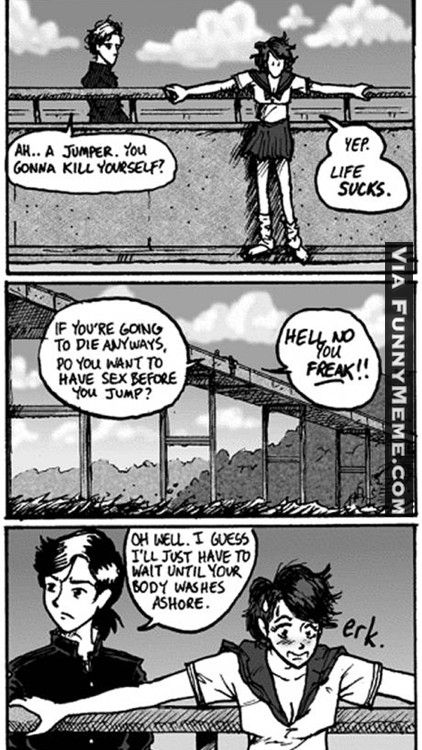 AH.. A JUMPER. YOU
GONNA KILL YOURSELF?
YEP.
LIFE
SUCKS.
IF YOU'RE GOING
TO DIE ANYWAYS,
DO YOU WANT TO
HAVE SEX BEFORE
YOU JUMP?
HELL NO
YOU
FREAK!!
OH WELL. I GUESS
I'LL JUST HAVE TO
WAIT UNTIL YOUR
BODY WASHES
ASHORE.
erk.
VIA FUNNYMEME.COM